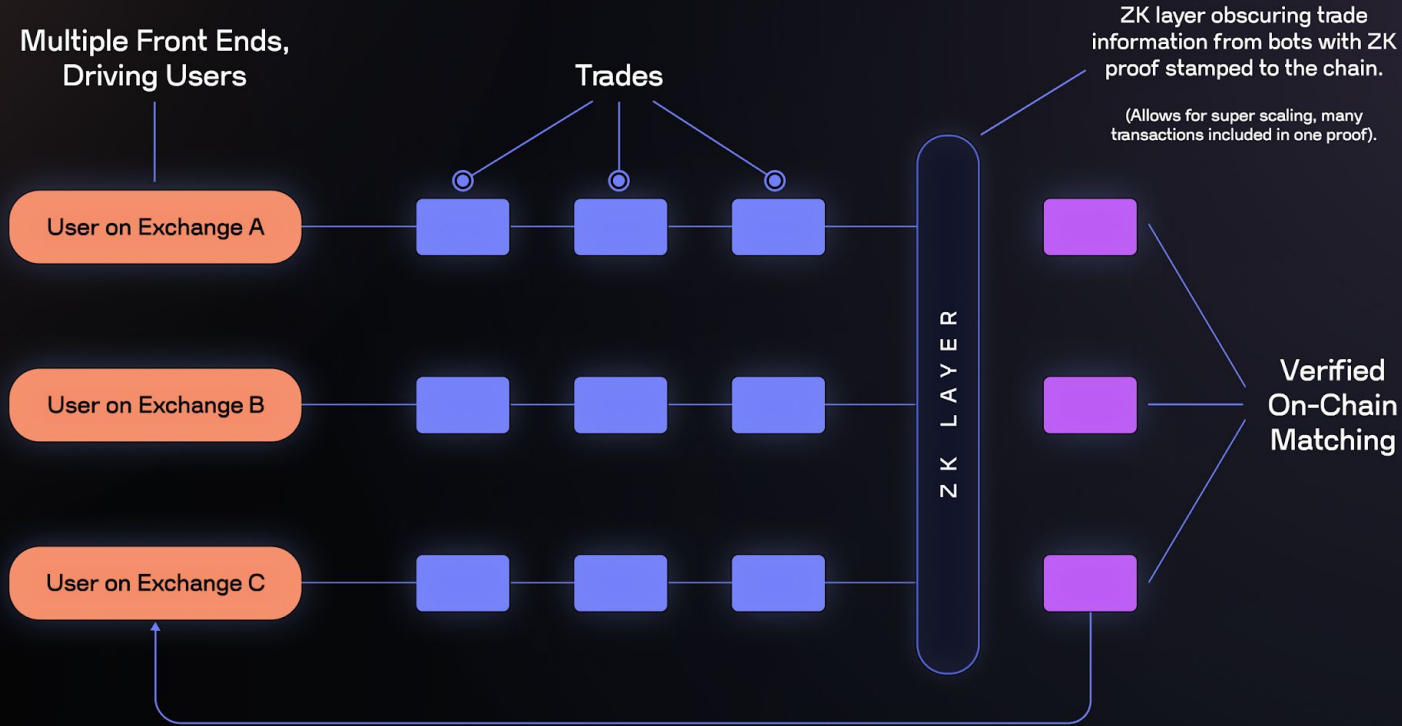 Multiple Front Ends,
Driving Users
Trades
ZK layer obscuring trade
information from bots with ZK
proof stamped to the chain.
(Allows for super scaling, many
transactions included in one proof).
User on Exchange A
User on Exchange B
User on Exchange C
ZK LAYER
Verified
On-Chain
Matching